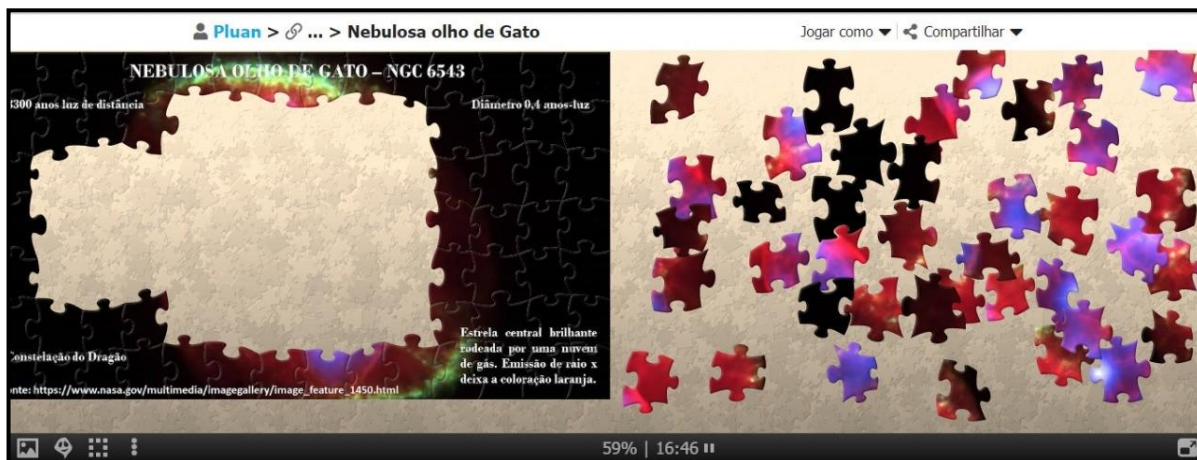 Pluan > ... > Nebulosa olho de Gato
Jogar como
Compartilhar
NEBULOSA OLHO DE GATO – NGC 6543
300 anos luz de distância
Diâmetro 0,4 anos-luz
Estrela central brilhante
rodeada por uma nuvem
de gás. Emissão de raio x
deixa a coloração laranja.
Constelação do Dragão
onte: https://www.nasa.gov/multimedia/imagegallery/image_feature_1450.html
59% | 16:46